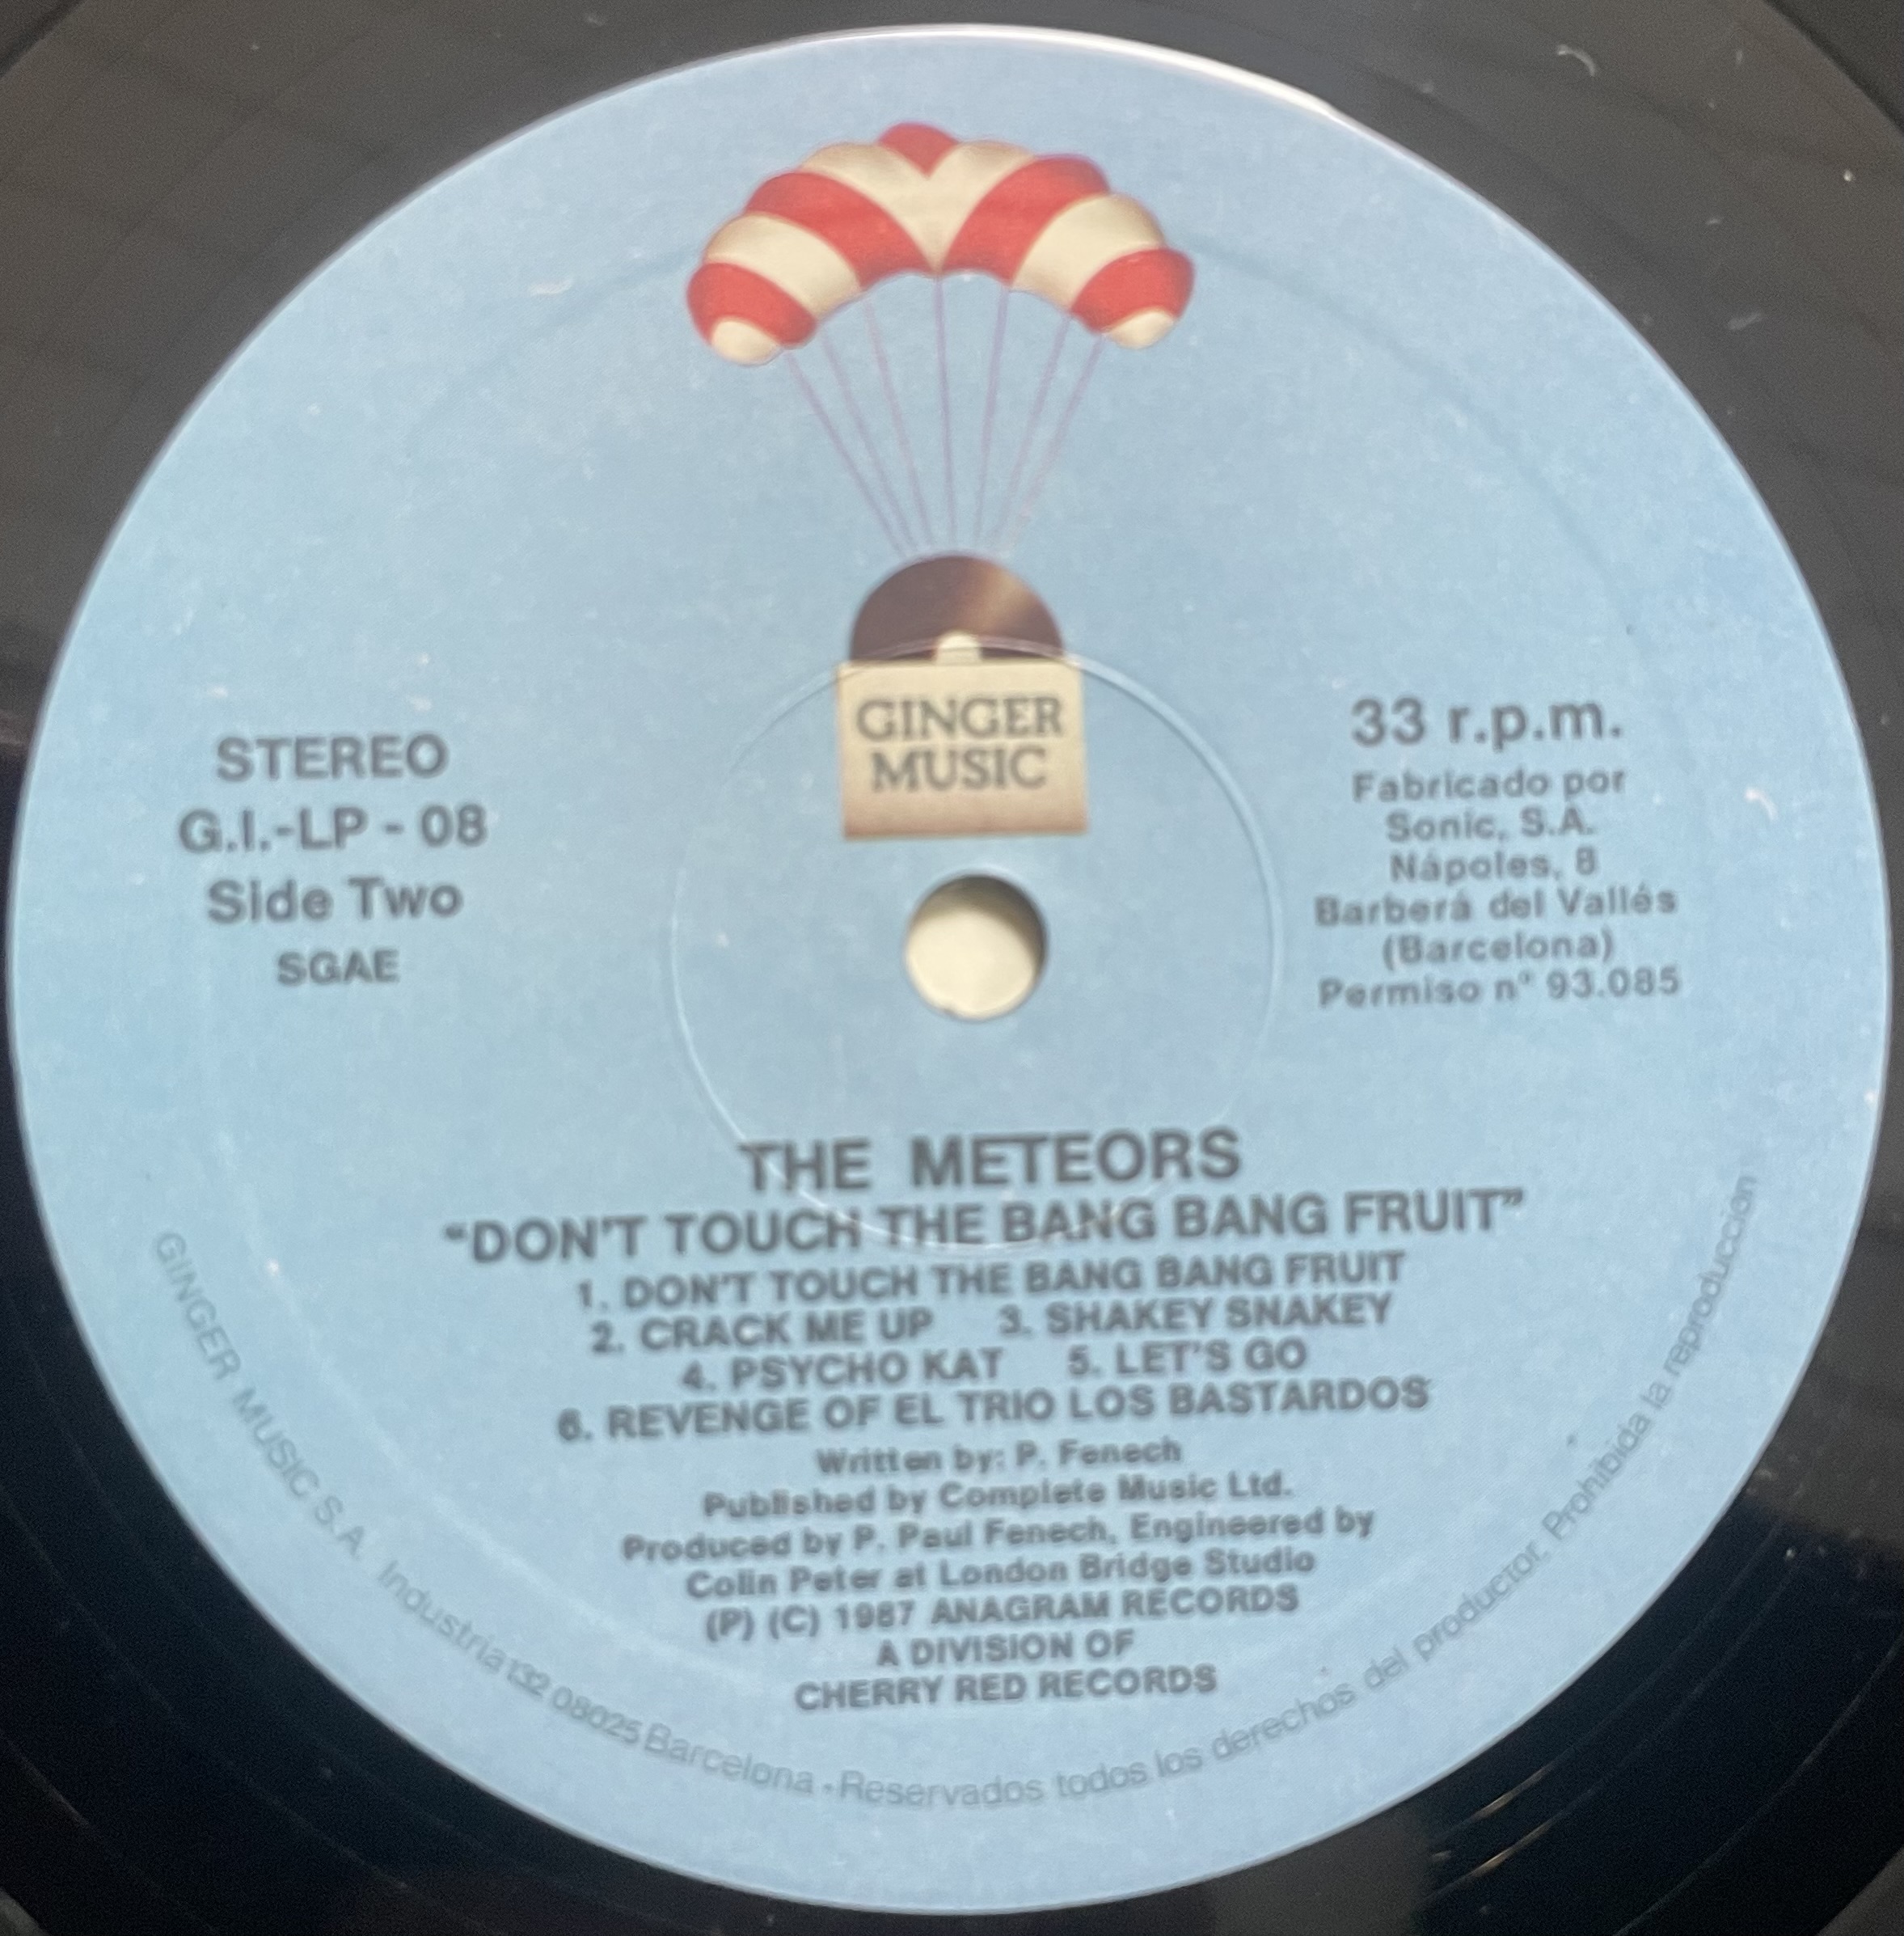 GINGER
MUSIC
STEREO
G.I.-LP - 08
Side Two
SGAE
33 r.p.m.
Fabricado por
Sonic, S.A.
Nápoles, 8
Barberá del Vallés
(Barcelona)
Permiso n° 93.085
THE METEORS
“DON'T TOUCH THE BANG BANG FRUIT”
1. DON'T TOUCH THE BANG BANG FRUIT
2. CRACK ME UP 3. SHAKEY SNAKEY
4. PSYCHO KAT 5. LET'S GO
6. REVENGE OF EL TRIO LOS BASTARDOS
Written by: P. Fenech
Published by Complete Music Ltd.
Produced by P. Paul Fenech, Engineered by
Colin Peter at London Bridge Studio
(P) (C) 1987 ANAGRAM RECORDS
A DIVISION OF
CHERRY RED RECORDS
GINGER MUSIC S.A. Industria 132 08025 Barcelona - Reservados todos los derechos del productor. Prohibida la reproducción